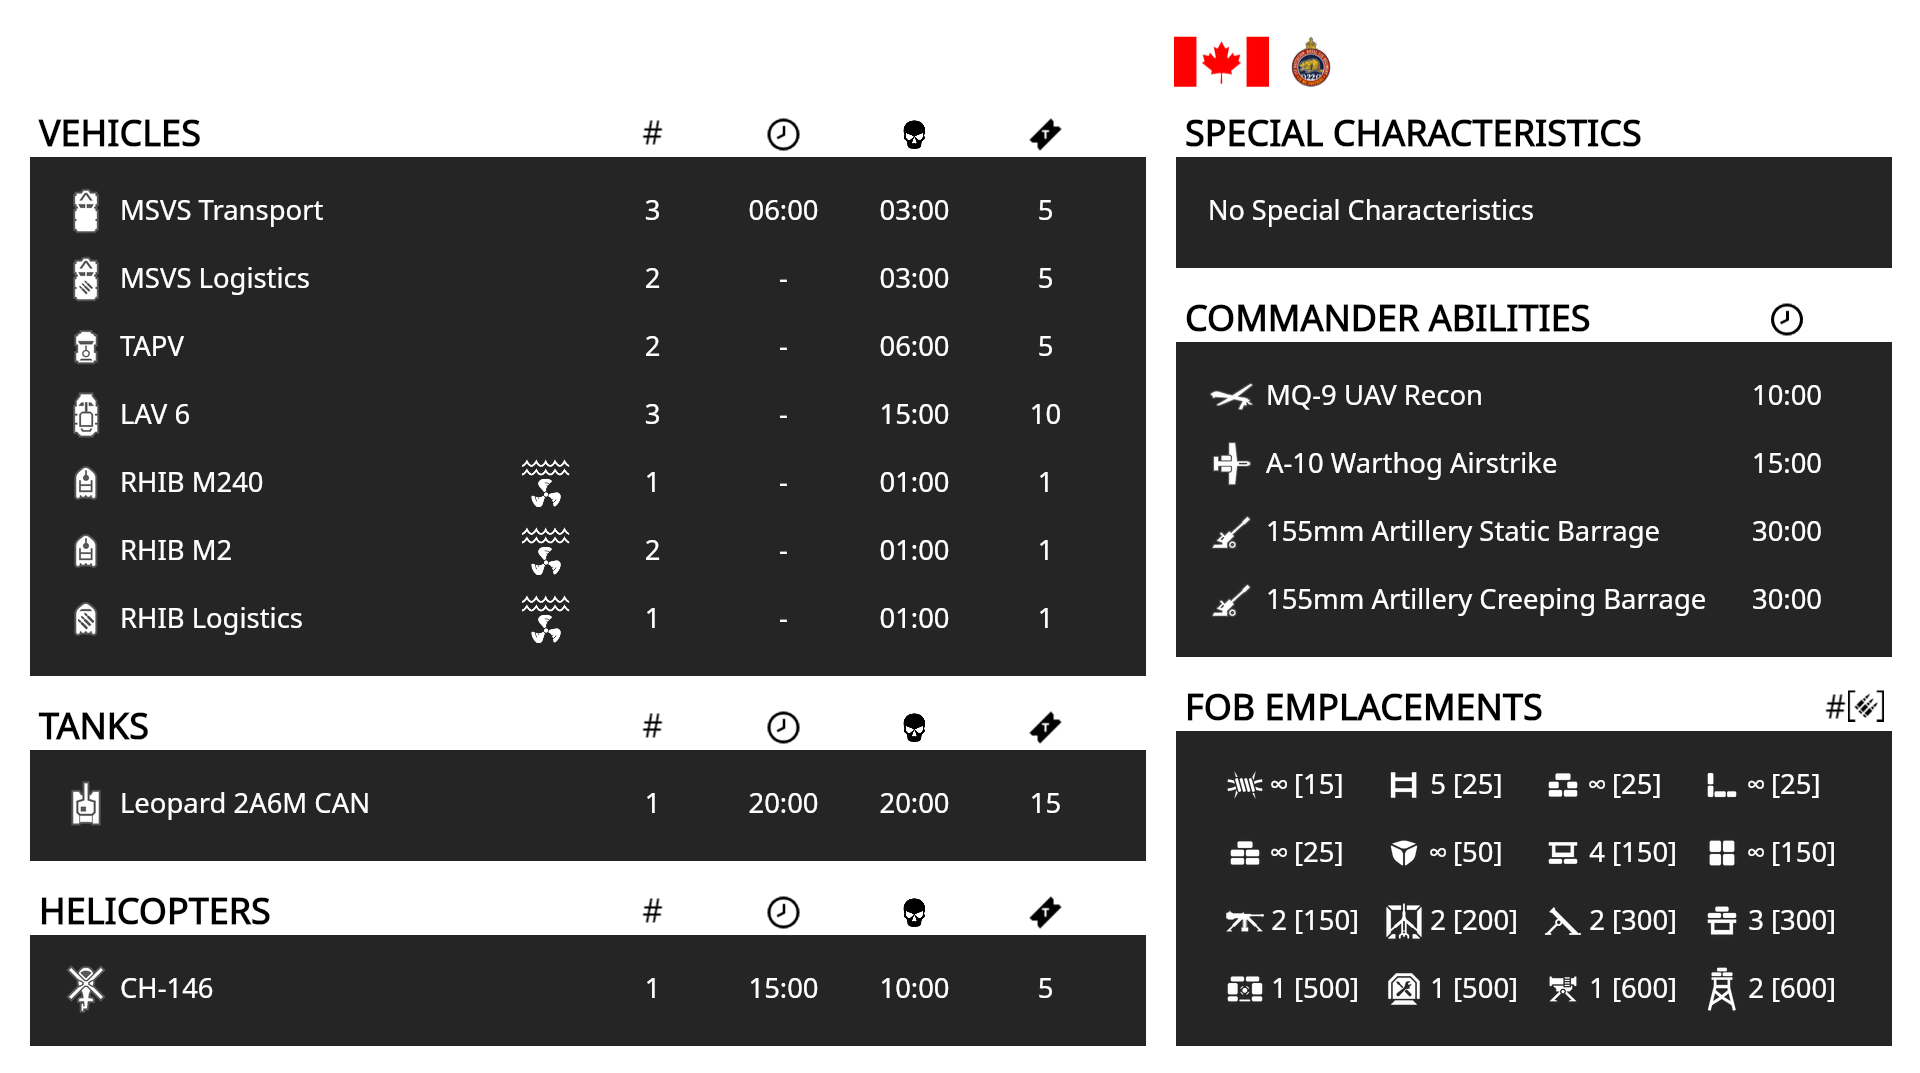 VEHICLES #
MSVS Transport 3 06:00 03:00 5
MSVS Logistics 2 - 03:00 5
TAPV 2 - 06:00 5
LAV 6 3 - 15:00 10
RHIB M240 1 - 01:00 1
RHIB M2 2 - 01:00 1
RHIB Logistics 1 - 01:00 1
TANKS #
Leopard 2A6M CAN 1 20:00 20:00 15
HELICOPTERS #
CH-146 1 15:00 10:00 5
SPECIAL CHARACTERISTICS
No Special Characteristics
COMMANDER ABILITIES
MQ-9 UAV Recon 10:00
A-10 Warthog Airstrike 15:00
155mm Artillery Static Barrage 30:00
155mm Artillery Creeping Barrage 30:00
FOB EMPLACEMENTS #[ ]
∞ [15] 5 [25] ∞ [25] ∞ [25]
∞ [25] ∞ [50] 4 [150] ∞ [150]
2 [150] 2 [200] 2 [300] 3 [300]
1 [500] 1 [500] 1 [600] 2 [600]